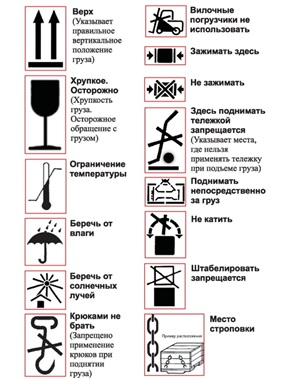 Верх
(Указывает
правильное
вертикальное
положение
груза)
Хрупкое.
Осторожно
(Хрупкость
груза.
Осторожное
обращение с
грузом)
Ограничение
температуры
Беречь от
влаги
Беречь от
солнечных
лучей
Крюками не
брать
(Запрещено
применение
крюков при
поднятии
груза)
Вилочные
погрузчики не
использовать
Зажимать здесь
Не зажимать
Здесь поднимать
тележкой
запрещается
(Указывает места,
где нельзя
применять тележку
при подъеме груза)
Поднимать
непосредственно
за груз
Не катить
Штабелировать
запрещается
Место
строповки
Пример расположения